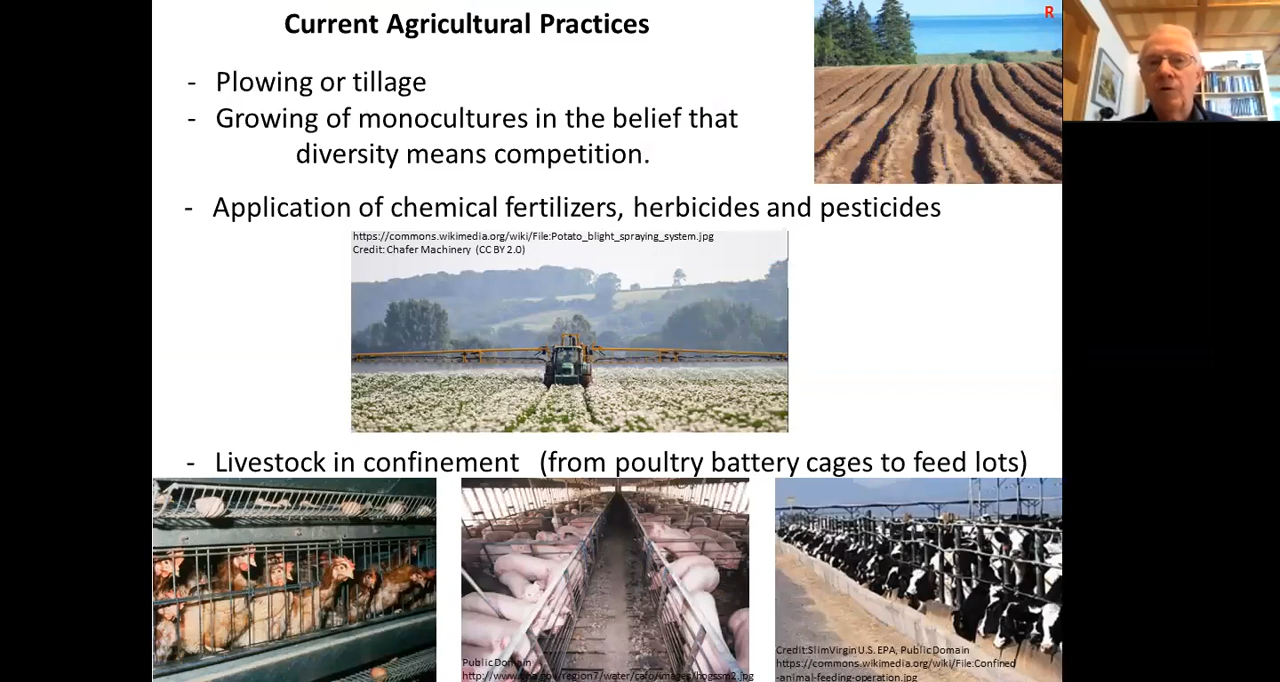 Current Agricultural Practices
R
- Plowing or tillage
- Growing of monocultures in the belief that
diversity means competition.
- Application of chemical fertilizers, herbicides and pesticides
https://commons.wikimedia.org/wiki/File:Potato_blight_spraying_system.jpg
Credit: Chafer Machinery (CC BY 2.0)
- Livestock in confinement (from poultry battery cages to feed lots)
Public Domain
http://www.epa.gov/region7/water/cafo/images/hogssm2.jpg
Credit:SlimVirgin U.S. EPA, Public Domain
https://commons.wikimedia.org/wiki/File:Confined
-animal-feeding-operation.jpg